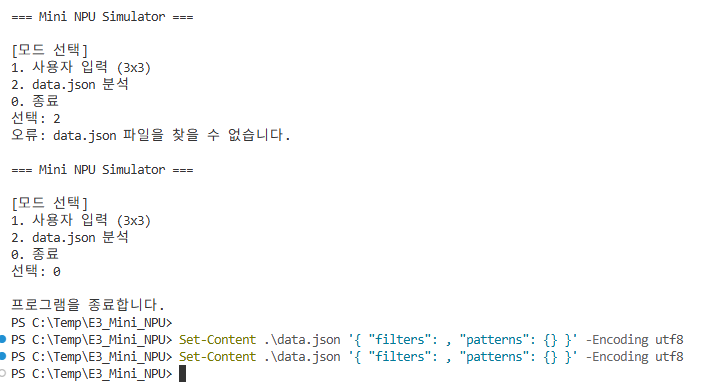 === Mini NPU Simulator ===
[모드 선택]
1. 사용자 입력 (3x3)
2. data.json 분석
0. 종료
선택: 2
오류: data.json 파일을 찾을 수 없습니다.
=== Mini NPU Simulator ===
[모드 선택]
1. 사용자 입력 (3x3)
2. data.json 분석
0. 종료
선택: 0
프로그램을 종료합니다.
PS C:\Temp\E3_Mini_NPU>
PS C:\Temp\E3_Mini_NPU> Set-Content .\data.json '{ "filters": , "patterns": {} }' -Encoding utf8
PS C:\Temp\E3_Mini_NPU> Set-Content .\data.json '{ "filters": , "patterns": {} }' -Encoding utf8
PS C:\Temp\E3_Mini_NPU>